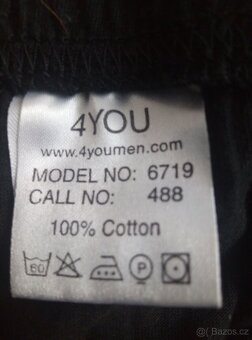 4YOU
www.4youmen.com
MODEL NO: 6719
CALL NO: 488
100% Cotton
60 P
Bazos.cz